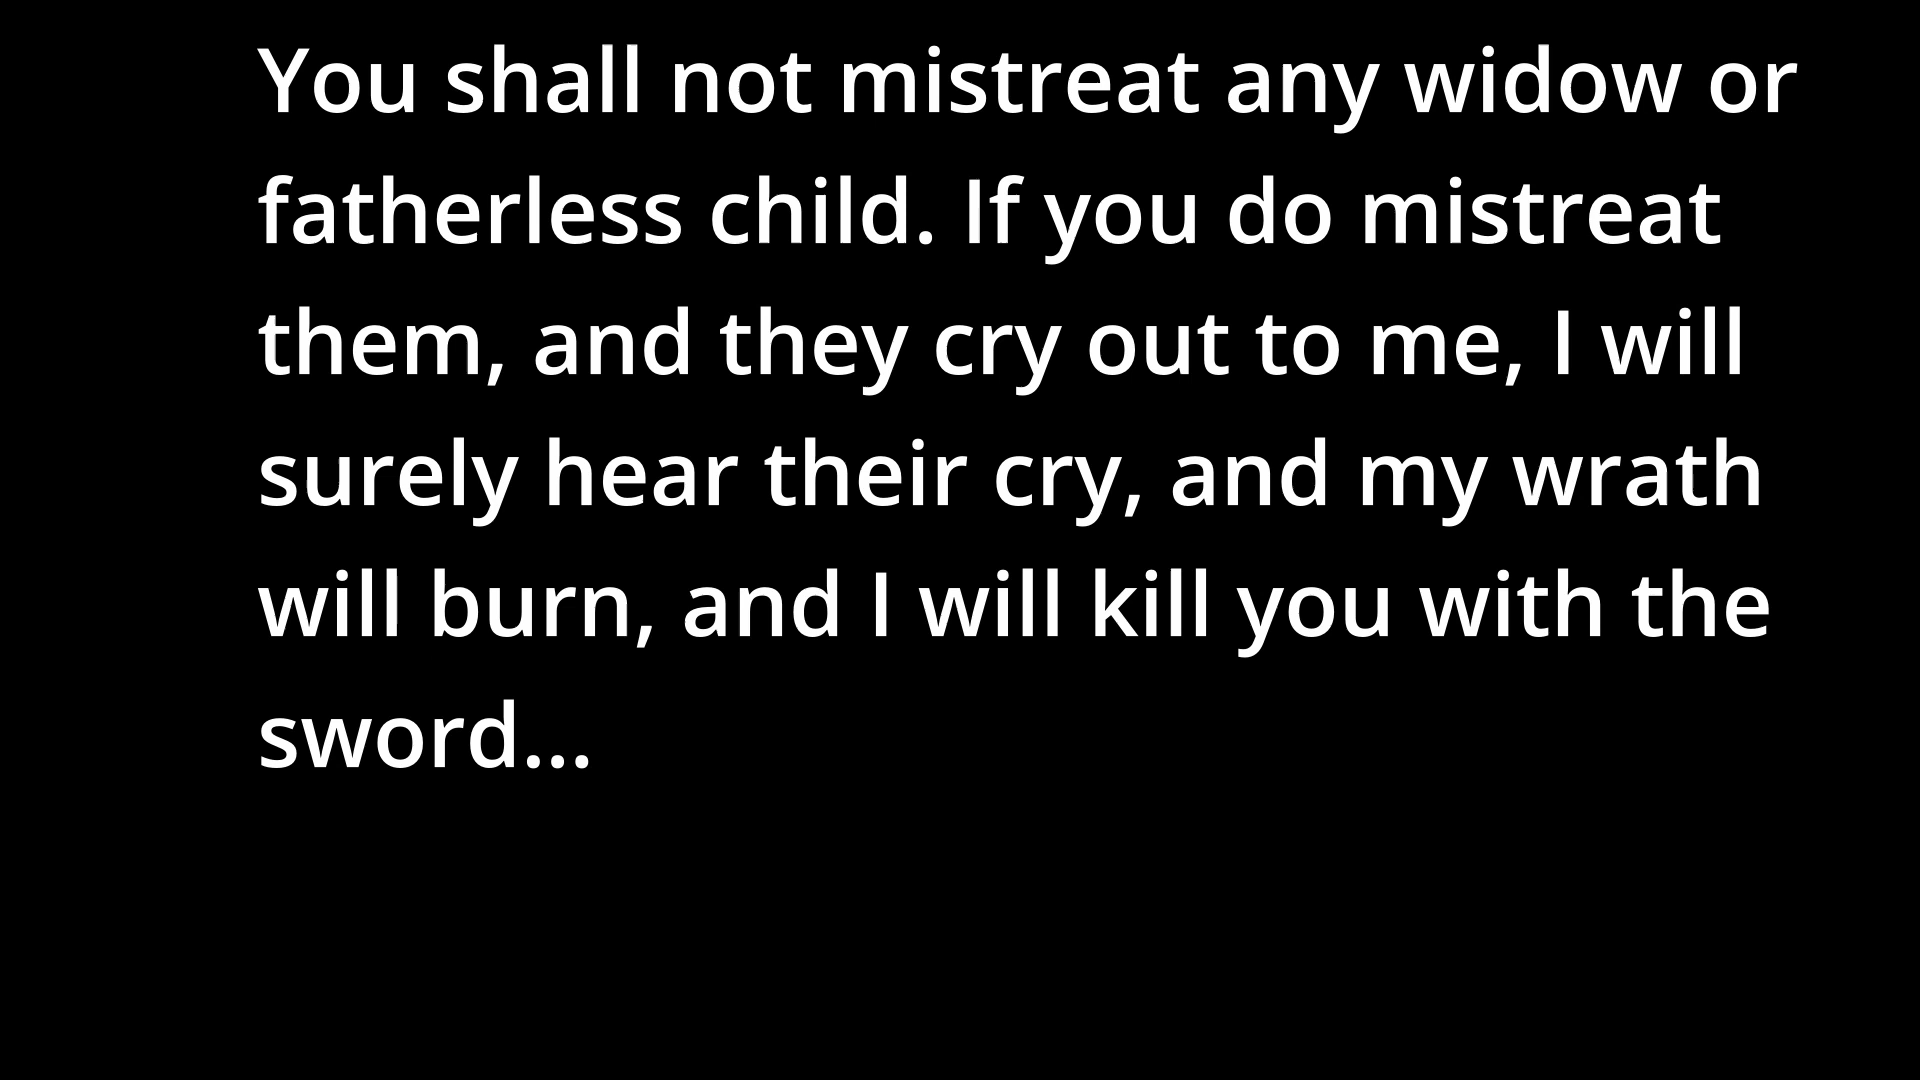 You shall not mistreat any widow or
fatherless child. If you do mistreat
them, and they cry out to me, I will
surely hear their cry, and my wrath
will burn, and I will kill you with the
sword...